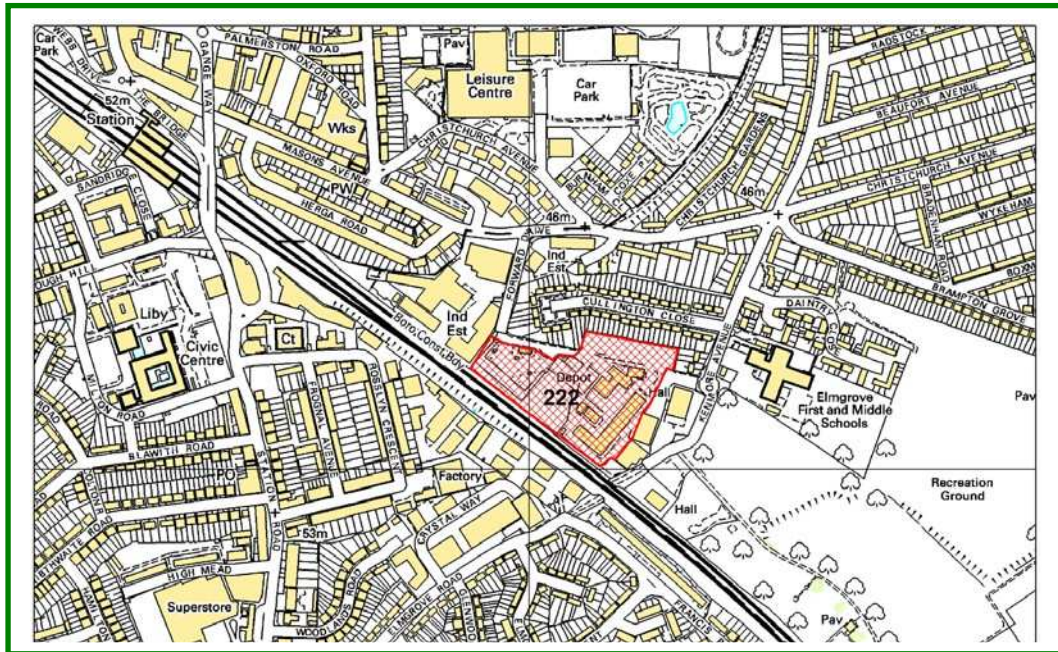 Car
Park
WEBB
DRIVE
PALMERSTON ROAD
OXFORD
ROAD
GANGE WAY
Pav
Leisure
Centre
Car
Park
RADSTOCK
BEAUFORT AVENUE
52m
Station
THE BRIDGE
Wks
MASONS AVENUE
CHRISTCHURCH AVENUE
CHRISTCHURCH GARDENS
CHRISTCHURCH AVENUE
SANDRIDGE CLOSE
PW
HERGA ROAD
46m
46m
DRIVE
FORWARD
CLOSE
WYKEHAM
ROAD
Ind
Est
BRAMPTON GROVE
Liby
Civic
Centre
Ct
Ind
Est
Boro Const Bdy
CULLINGTON CLOSE
DAINTRY CLOSE
KENMORE AVENUE
MILTON ROAD
FROGNAL AVENUE
ROSSLYN CRESCENT
Depot
222
Hall
Elmgrove
First and Middle
Schools
Pav
BLAWITH ROAD
PO
STATION ROAD
Factory
CRYSTAL WAY
Hall
Recreation
Ground
53m
HIGH MEAD
Superstore
WOODLANDS ROAD
FRANCIS
Pav